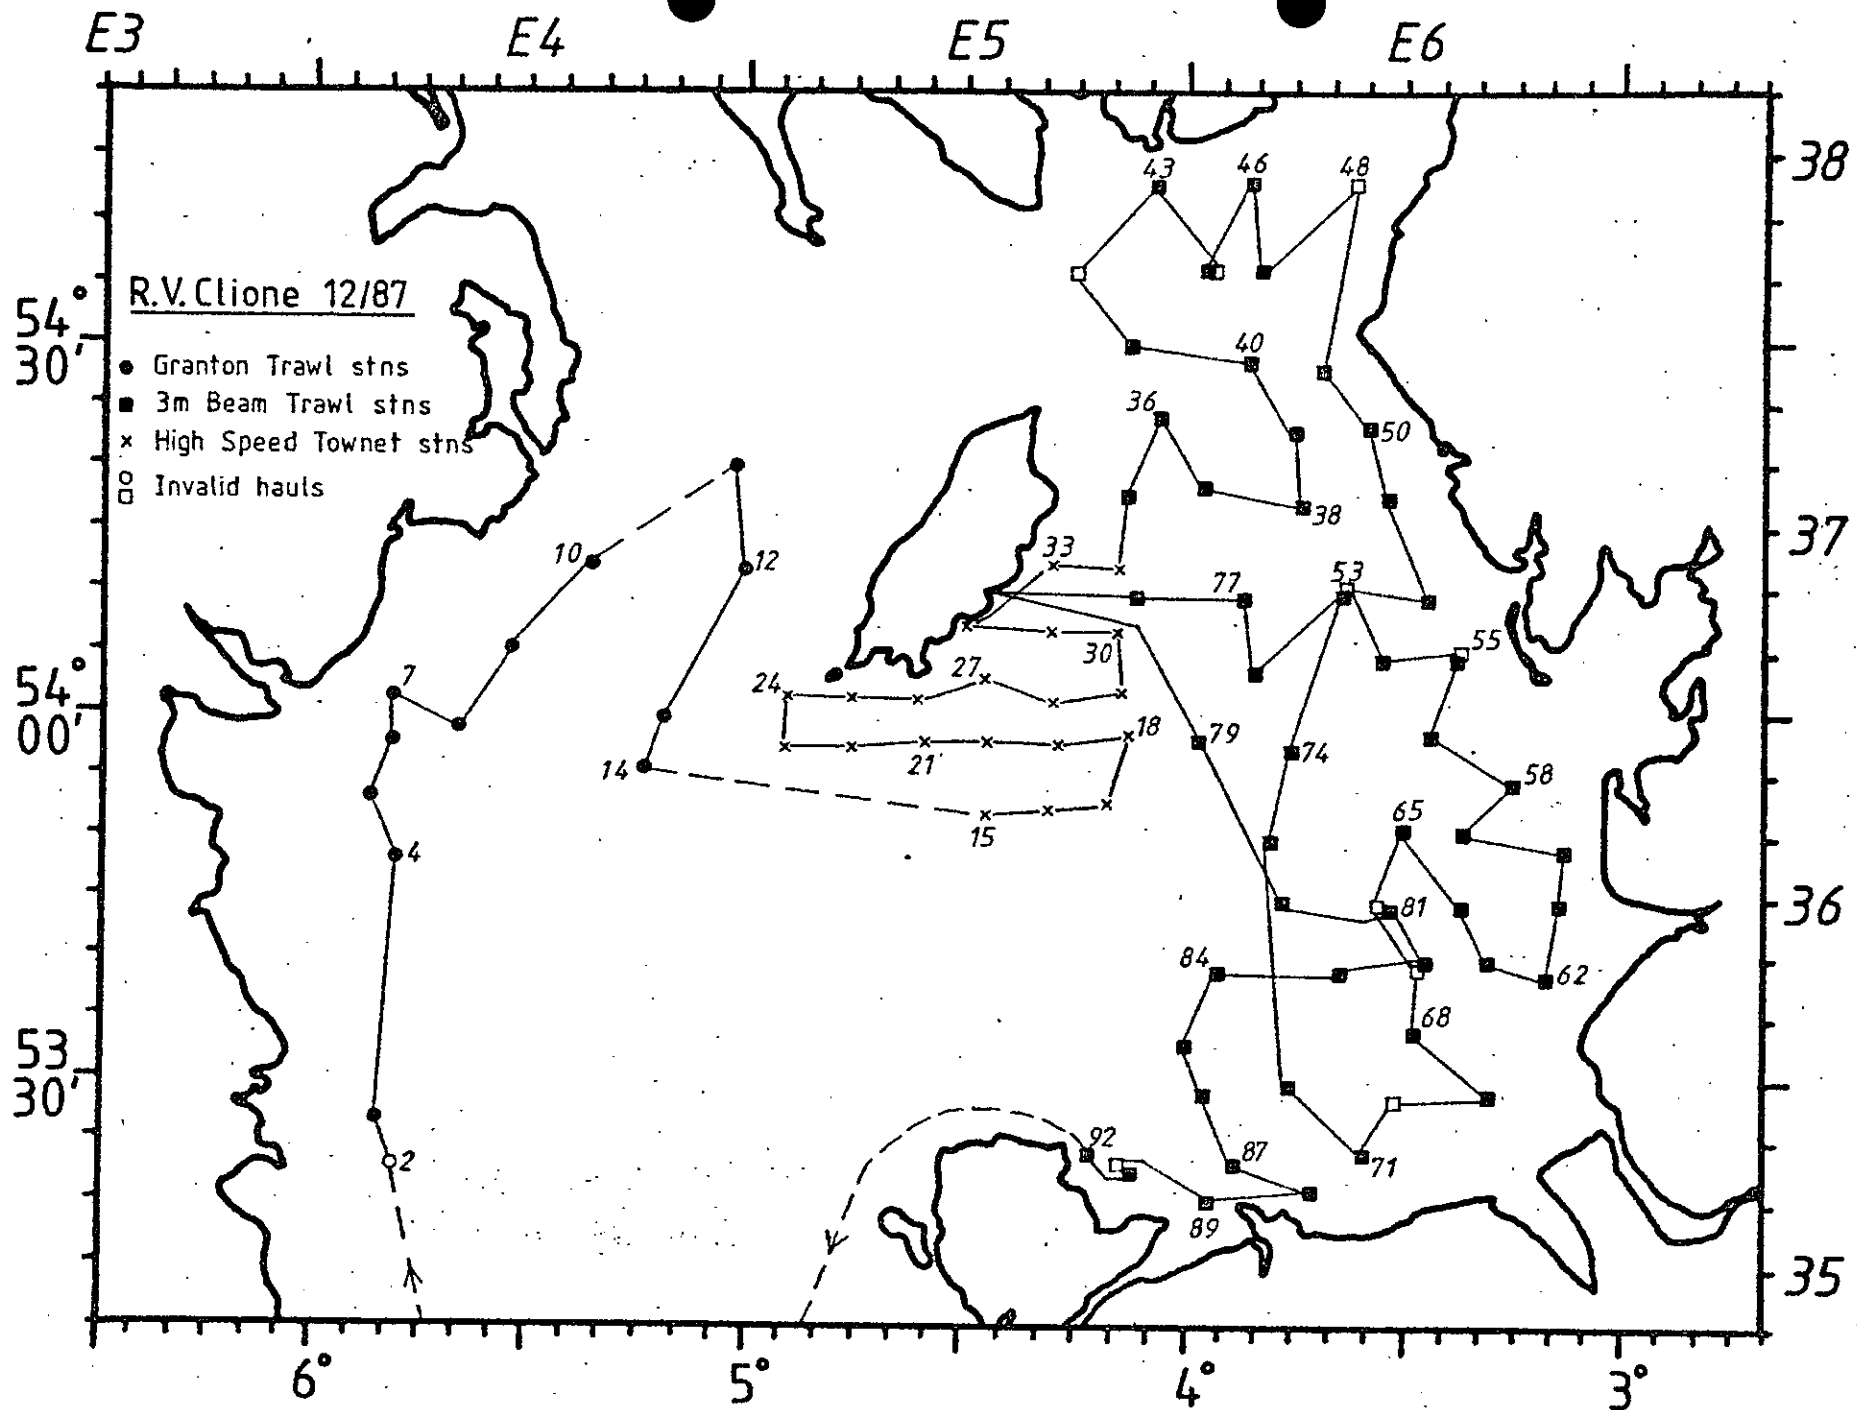 E3 E4 E5 E6
43 46 48 38
R.V. Clione 12/87
54°
30'
40
Granton Trawl stns
3m Beam Trawl stns
36
High Speed Townet stns
50
Invalid hauls
38
37
10 12 33
77 53
30 55
54°
00'
7 24 27
18 79 74
14 21 58
15 65
4
81 36
84 62
68
53
30'
2 92 87 71
89
35
6° 5° 4° 3°